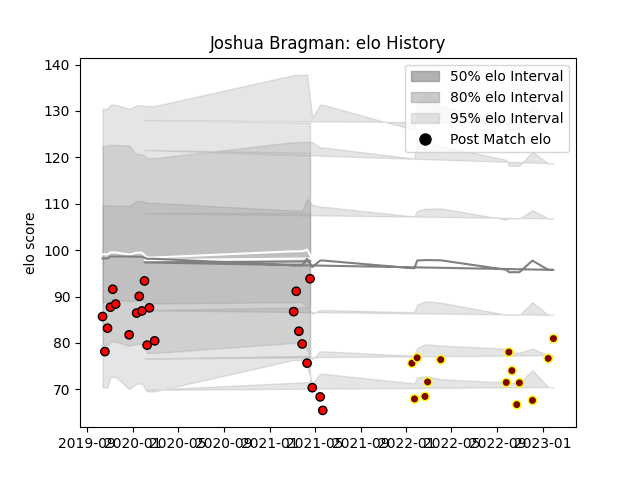 Joshua Bragman: elo History
50% elo Interval
80% elo Interval
95% elo Interval
Post Match elo
elo score
140
130
120
110
100
90
80
70
2019-09 2020-01 2020-05 2020-09 2021-01 2021-05 2021-09 2022-01 2022-05 2022-09 2023-01